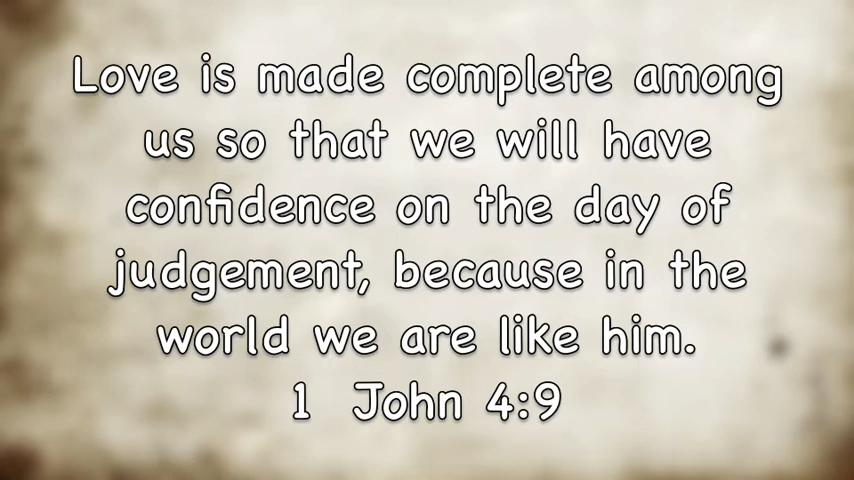 Love is made complete among
us so that we will have
confidence on the day of
judgement, because in the
world we are like him.
1 John 4:9